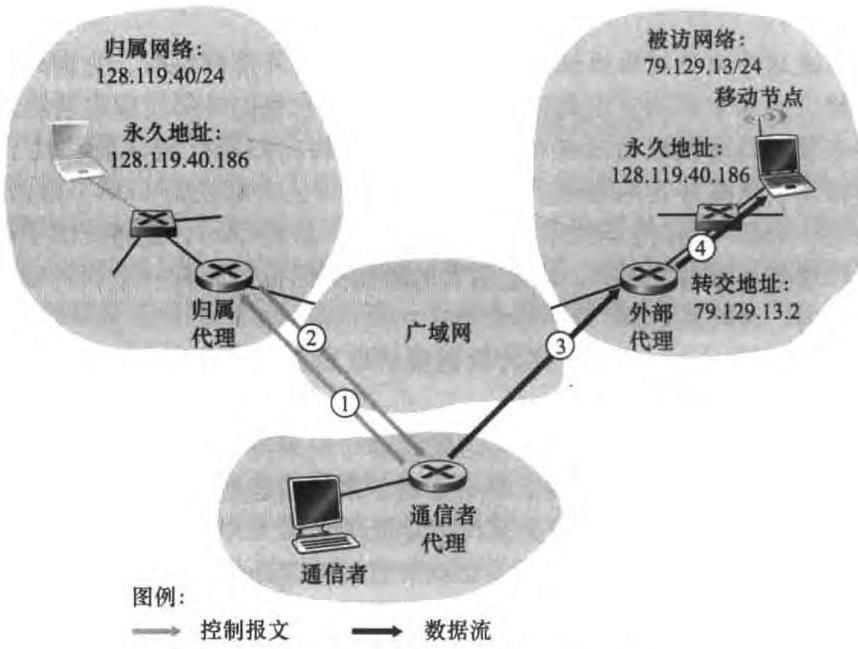 归属网络：
128.119.40/24
永久地址：
128.119.40.186
归属
代理
被访网络：
79.129.13/24
移动节点
永久地址：
128.119.40.186
④
转交地址：
79.129.13.2
外部
代理
广域网
②
③
①
通信者
代理
通信者
图例：
控制报文
数据流